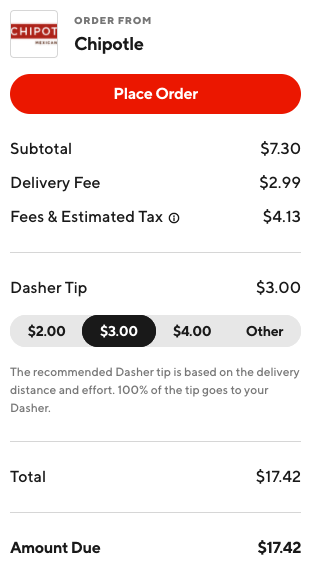 CHIPOT
MEXICAN
ORDER FROM
Chipotle
Place Order
Subtotal $7.30
Delivery Fee $2.99
Fees & Estimated Tax $4.13
Dasher Tip $3.00
$2.00 $3.00 $4.00 Other
The recommended Dasher tip is based on the delivery
distance and effort. 100% of the tip goes to your
Dasher.
Total $17.42
Amount Due $17.42